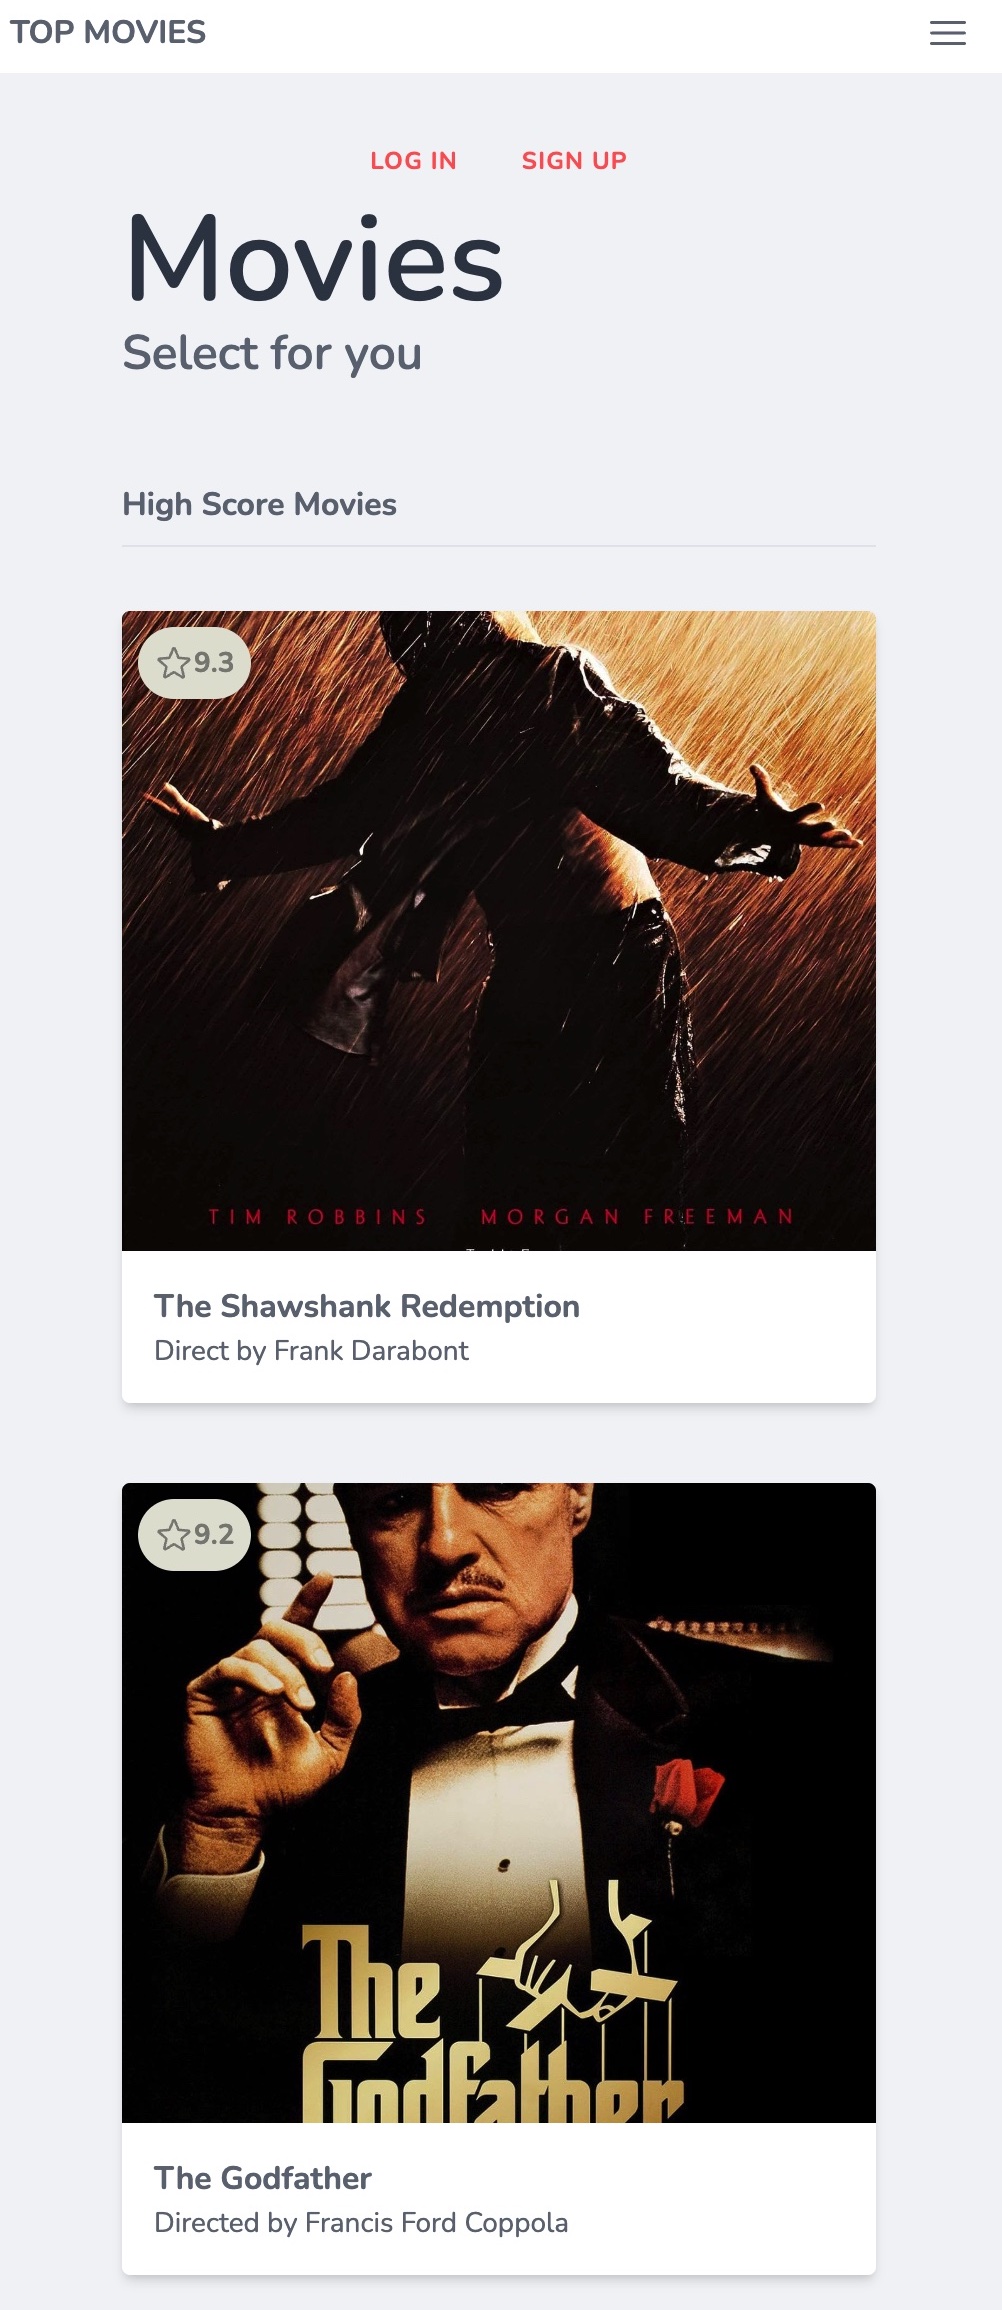 TOP MOVIES
LOG IN SIGN UP
Movies
Select for you
High Score Movies
9.3
TIM ROBBINS MORGAN FREEMAN
The Shawshank Redemption
Direct by Frank Darabont
9.2
The
Godfather
The Godfather
Directed by Francis Ford Coppola